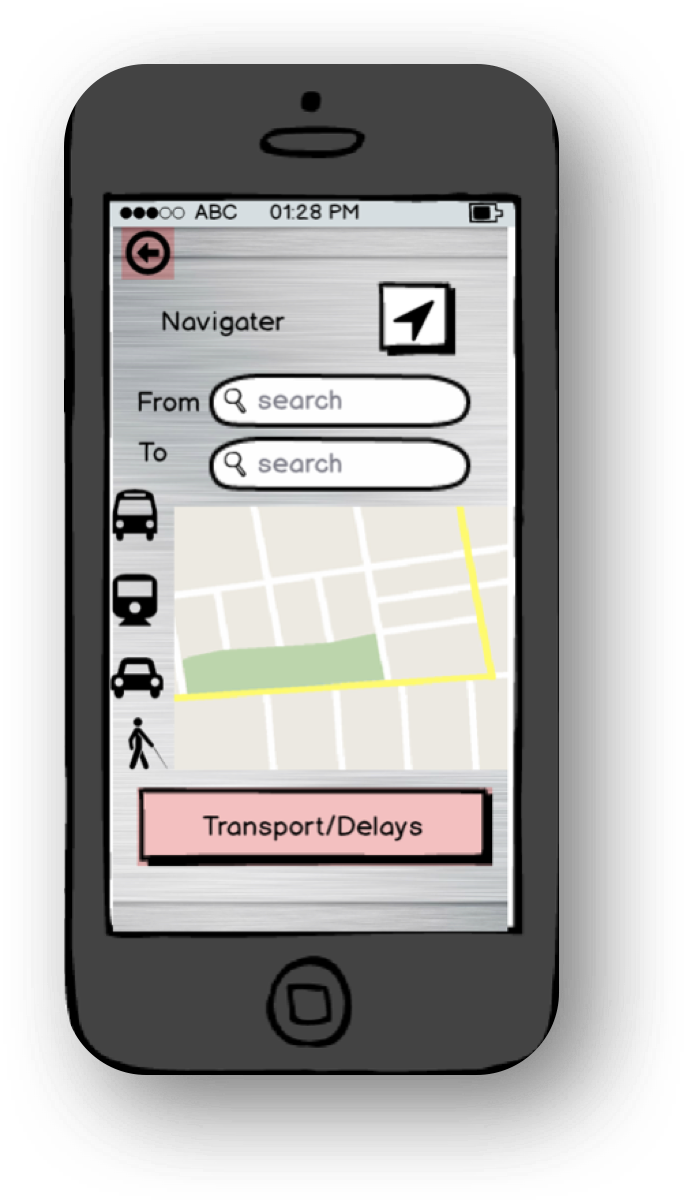 ABC 01:28 PM
Navigater
From search
To search
Transport/Delays